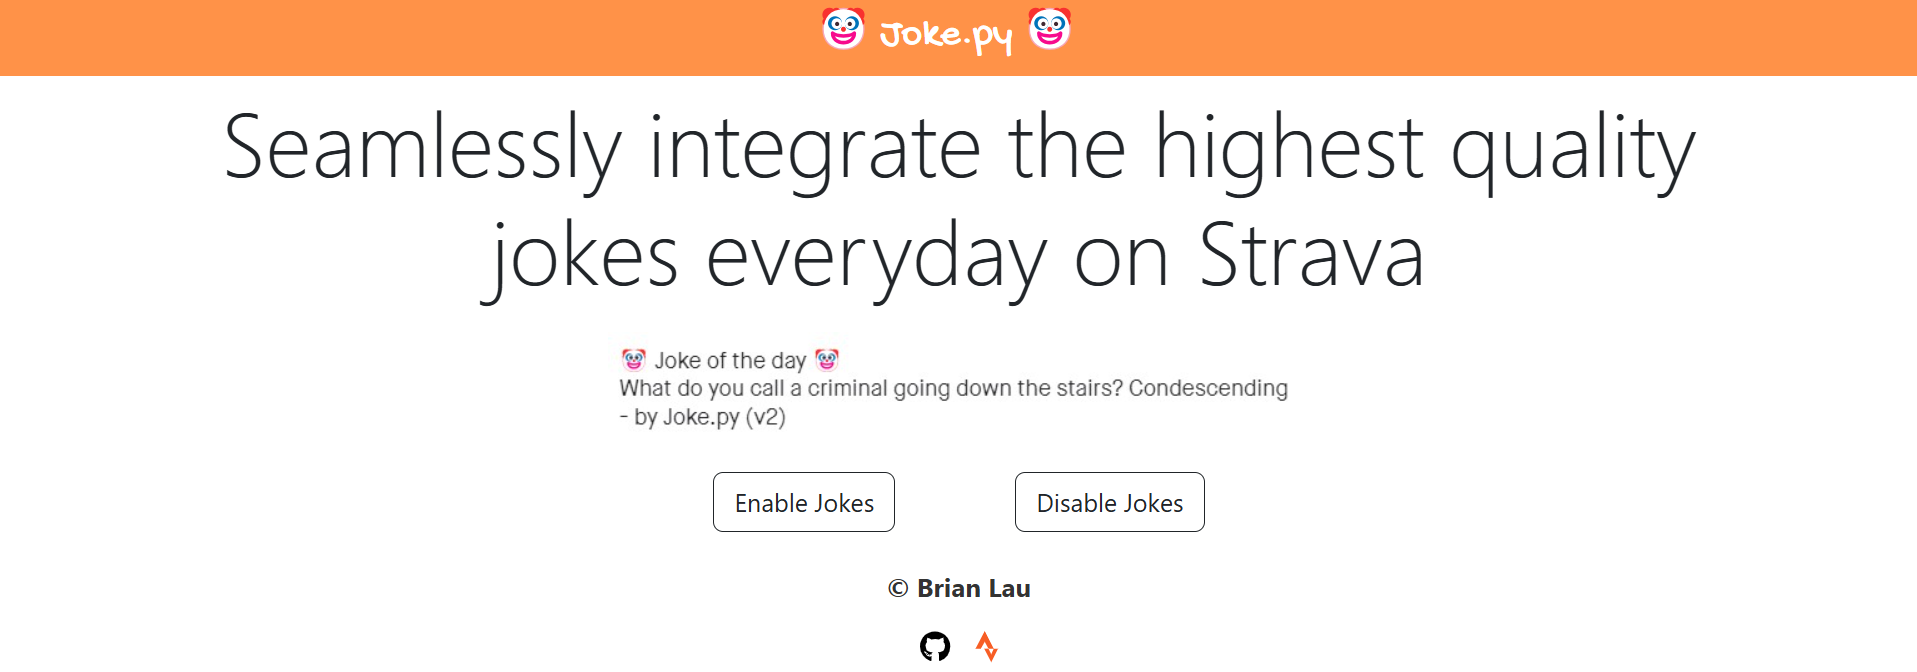 🤡 Joke.py 🤡
Seamlessly integrate the highest quality
jokes everyday on Strava
🤡 Joke of the day 🤡
What do you call a criminal going down the stairs? Condescending
- by Joke.py (v2)
Enable Jokes
Disable Jokes
© Brian Lau